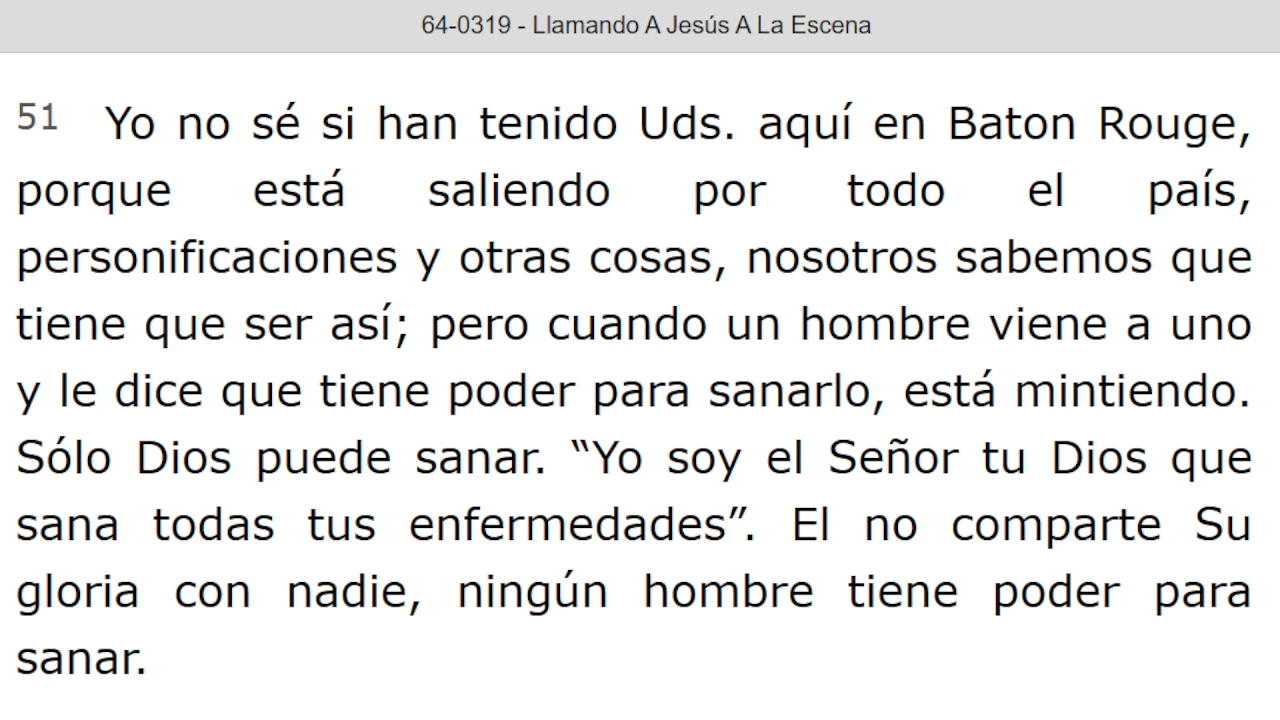 64-0319 - Llamando A Jesús A La Escena
51 Yo no sé si han tenido Uds. aquí en Baton Rouge,
porque está saliendo por todo el país,
personificaciones y otras cosas, nosotros sabemos que
tiene que ser así; pero cuando un hombre viene a uno
y le dice que tiene poder para sanarlo, está mintiendo.
Sólo Dios puede sanar. “Yo soy el Señor tu Dios que
sana todas tus enfermedades”. El no comparte Su
gloria con nadie, ningún hombre tiene poder para
sanar.